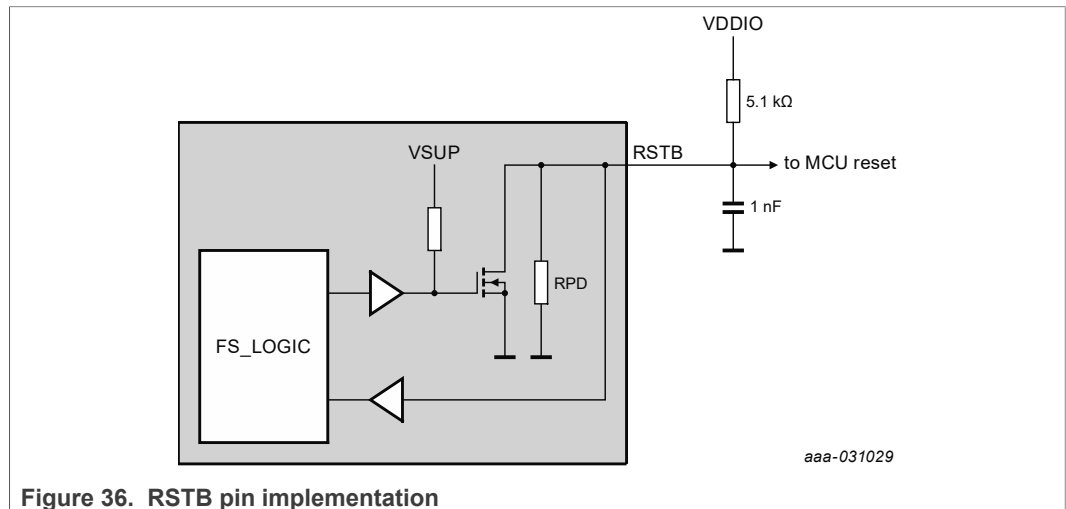 VDDIO
5.1 kΩ
VSUP
RSTB
to MCU reset
1 nF
RPD
FS_LOGIC
aaa-031029
Figure 36. RSTB pin implementation